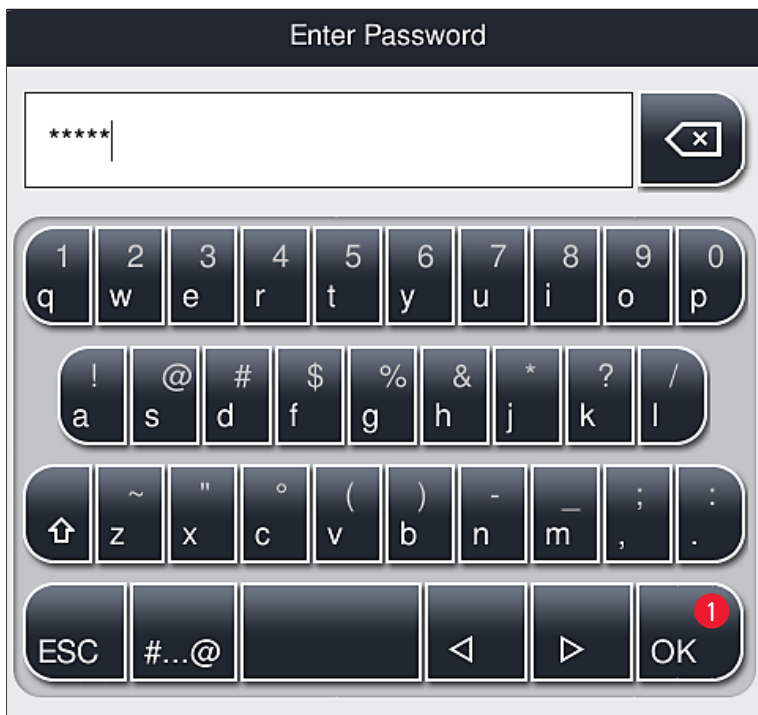 Enter Password
*****
1 2 3 4 5 6 7 8 9 0
q w e r t y u i o p
! @ # $ % & * ? /
a s d f g h j k l
~ " ° ( ) - _ ; :
z x c v b n m , .
1
ESC #...@ OK